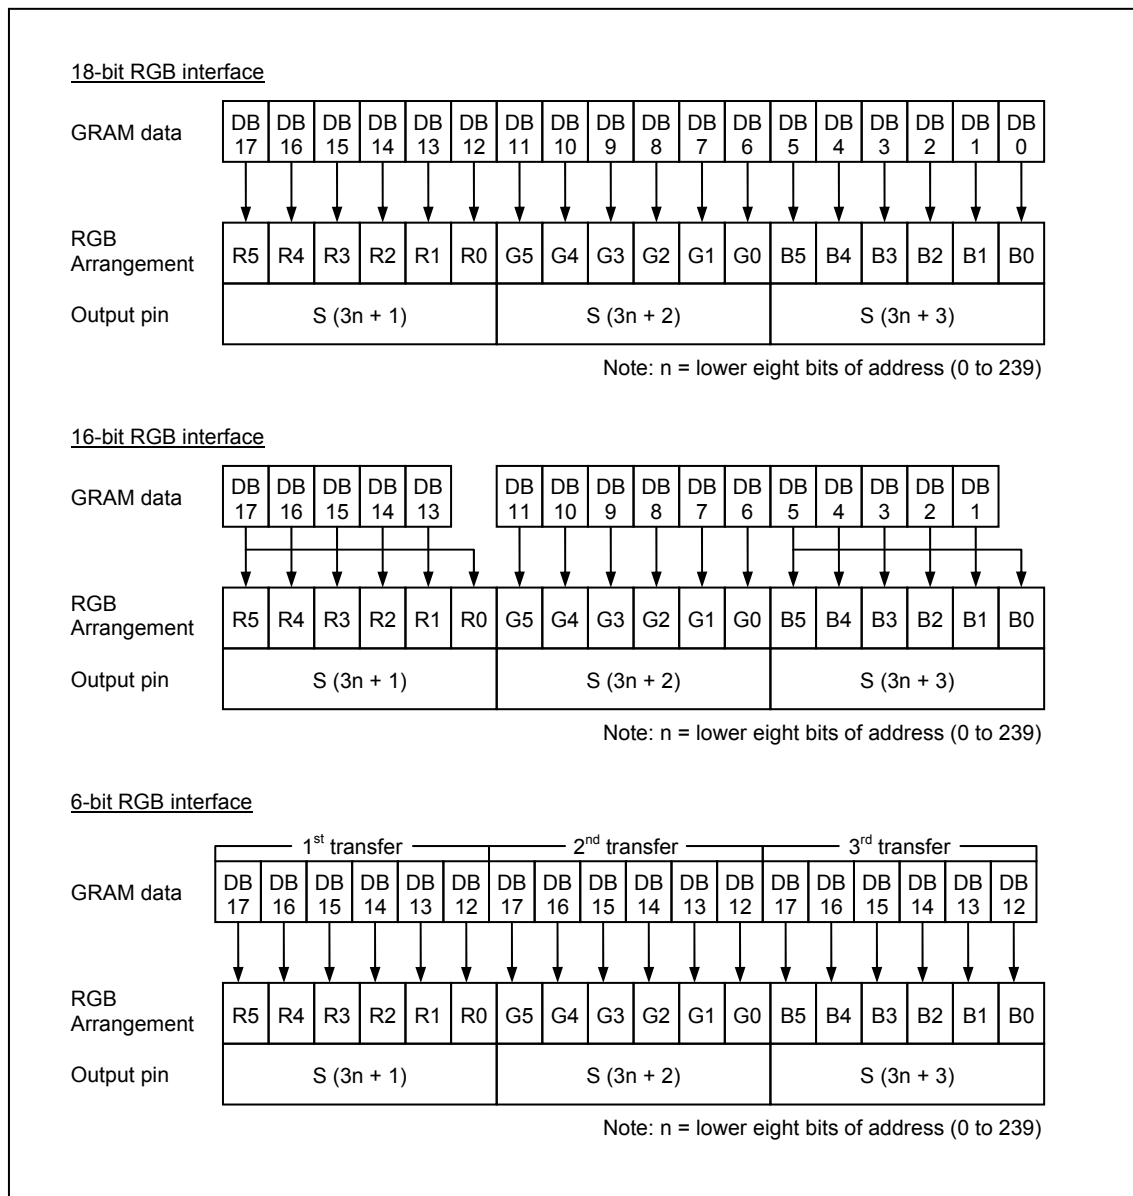 18-bit RGB interface
GRAM data DB 17 DB 16 DB 15 DB 14 DB 13 DB 12 DB 11 DB 10 DB 9 DB 8 DB 7 DB 6 DB 5 DB 4 DB 3 DB 2 DB 1 DB 0
RGB Arrangement R5 R4 R3 R2 R1 R0 G5 G4 G3 G2 G1 G0 B5 B4 B3 B2 B1 B0
Output pin S (3n + 1) S (3n + 2) S (3n + 3)
Note: n = lower eight bits of address (0 to 239)
16-bit RGB interface
GRAM data DB 17 DB 16 DB 15 DB 14 DB 13 DB 11 DB 10 DB 9 DB 8 DB 7 DB 6 DB 5 DB 4 DB 3 DB 2 DB 1
RGB Arrangement R5 R4 R3 R2 R1 R0 G5 G4 G3 G2 G1 G0 B5 B4 B3 B2 B1 B0
Output pin S (3n + 1) S (3n + 2) S (3n + 3)
Note: n = lower eight bits of address (0 to 239)
6-bit RGB interface
1st transfer 2nd transfer 3rd transfer
GRAM data DB 17 DB 16 DB 15 DB 14 DB 13 DB 12 DB 17 DB 16 DB 15 DB 14 DB 13 DB 12 DB 17 DB 16 DB 15 DB 14 DB 13 DB 12
RGB Arrangement R5 R4 R3 R2 R1 R0 G5 G4 G3 G2 G1 G0 B5 B4 B3 B2 B1 B0
Output pin S (3n + 1) S (3n + 2) S (3n + 3)
Note: n = lower eight bits of address (0 to 239)